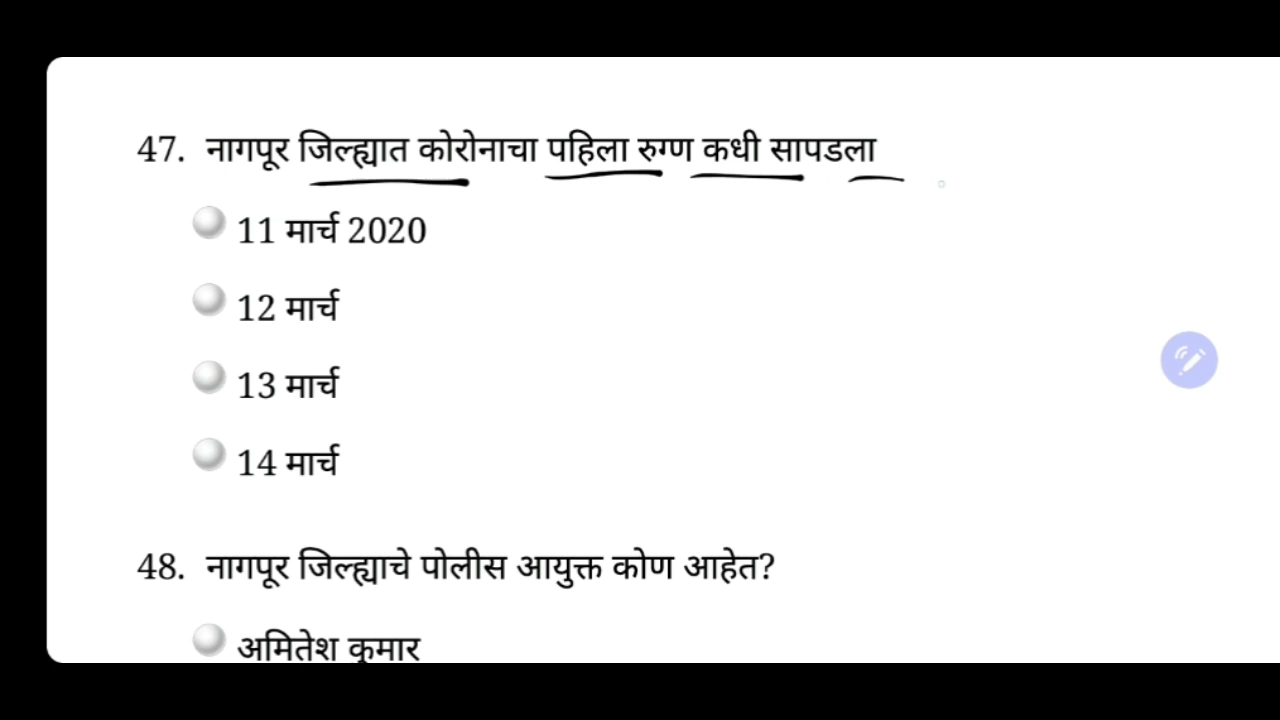 47. नागपूर जिल्ह्यात कोरोनाचा पहिला रुग्ण कधी सापडला
11 मार्च 2020
12 मार्च
13 मार्च
14 मार्च
48. नागपूर जिल्ह्याचे पोलीस आयुक्त कोण आहेत?
अमितेश कुमार